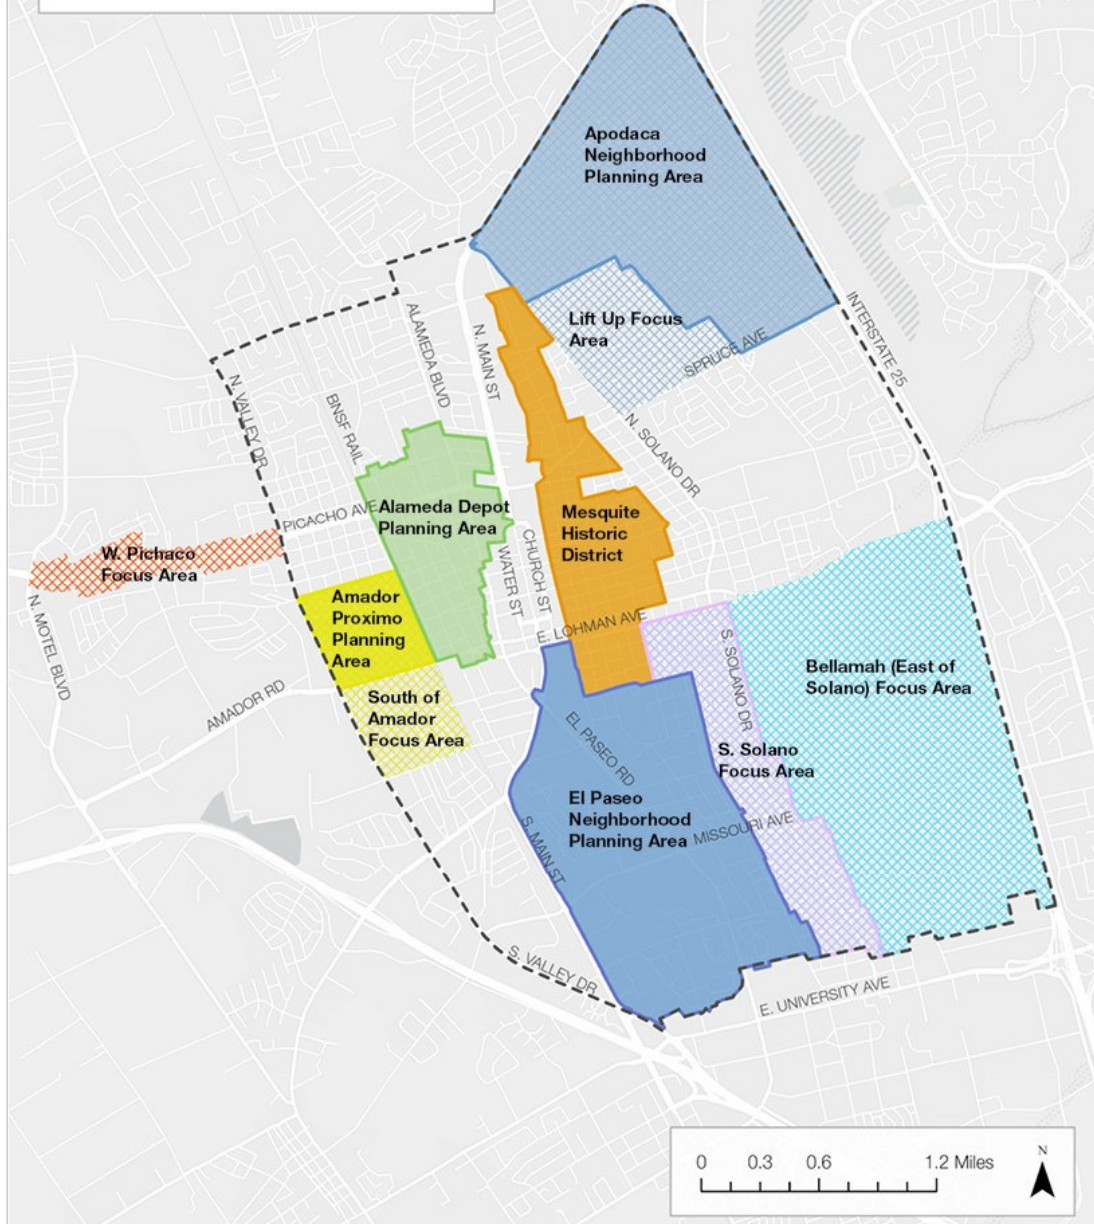 Apodaca
Neighborhood
Planning Area
Lift Up Focus
Area
SPRUCE AVE
INTERSTATE 25
ALAMEDA BLVD
N. MAIN ST
N. VALLEY DR
BNSF RAIL
N. SOLANO DR
PICACHO AVE
Alameda Depot
Planning Area
Mesquite
Historic
District
W. Pichaco
Focus Area
WATER ST
CHURCH ST
Amador
Proximo
Planning
Area
E. LOHMAN AVE
N. MOTEL BLVD
AMADOR RD
South of
Amador
Focus Area
S. SOLANO DR
Bellamah (East of
Solano) Focus Area
EL PASEO RD
S. Solano
Focus Area
El Paseo
Neighborhood
Planning Area
MISSOURI AVE
S. MAIN ST
S. VALLEY DR
E. UNIVERSITY AVE
0 0.3 0.6 1.2 Miles
N